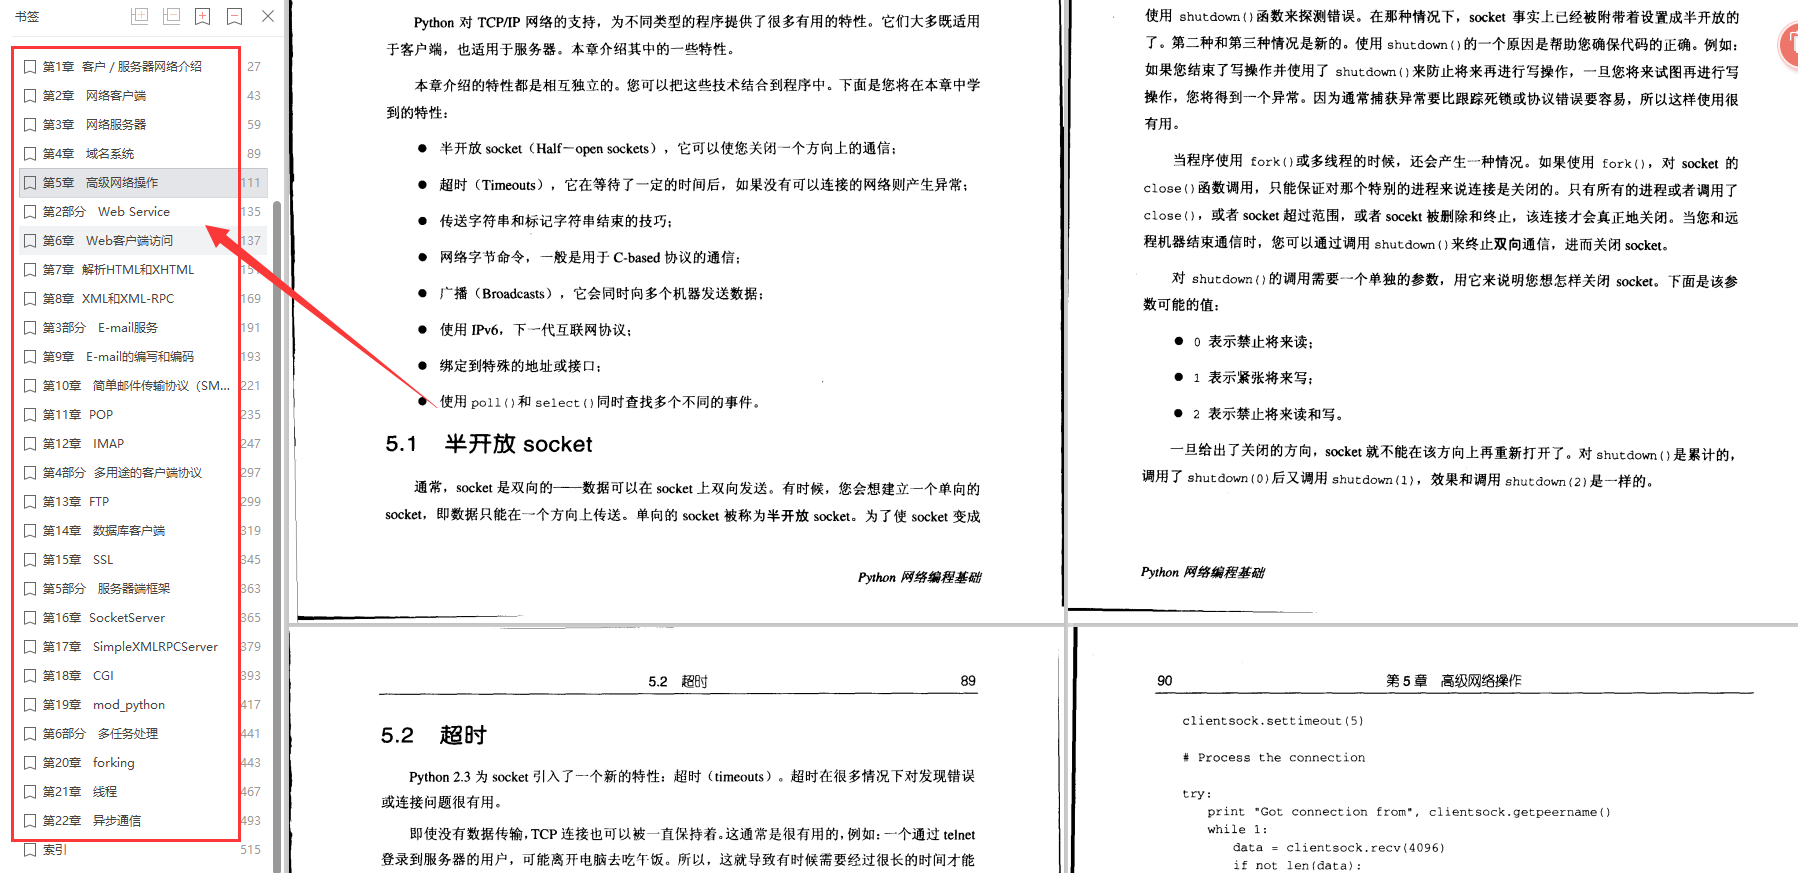 书签
第1章 客户 / 服务器网络介绍 27
第2章 网络客户端 43
第3章 网络服务器 59
第4章 域名系统 89
第5章 高级网络操作 111
第2部分 Web Service 135
第6章 Web客户端访问 137
第7章 解析HTML和XHTML
第8章 XML和XML-RPC 169
第3部分 E-mail服务 191
第9章 E-mail的编写和编码 193
第10章 简单邮件传输协议（SM... 221
第11章 POP 235
第12章 IMAP 247
第4部分 多用途的客户端协议 297
第13章 FTP 299
第14章 数据库客户端 319
第15章 SSL 345
第5部分 服务器端框架 363
第16章 SocketServer 365
第17章 SimpleXMLRPCServer 379
第18章 CGI 393
第19章 mod_python 417
第6部分 多任务处理 441
第20章 forking 443
第21章 线程 467
第22章 异步通信 493
索引 515
Python 对 TCP/IP 网络的支持，为不同类型的程序提供了很多有用的特性。它们大多既适用
于客户端，也适用于服务器。本章介绍其中的一些特性。
本章介绍的特性都是相互独立的。您可以把这些技术结合到程序中。下面是您将在本章中学
到的特性：
● 半开放 socket（Half－open sockets），它可以使您关闭一个方向上的通信；
● 超时（Timeouts），它在等待了一定的时间后，如果没有可以连接的网络则产生异常；
● 传送字符串和标记字符串结束的技巧；
● 网络字节命令，一般是用于 C-based 协议的通信；
● 广播（Broadcasts），它会同时向多个机器发送数据；
● 使用 IPv6，下一代互联网协议；
● 绑定到特殊的地址或接口；
● 使用 poll()和 select()同时查找多个不同的事件。
5.1 半开放 socket
通常，socket 是双向的——数据可以在 socket 上双向发送。有时候，您会想建立一个单向的
socket，即数据只能在一个方向上传送。单向的 socket 被称为半开放 socket。为了使 socket 变成
Python 网络编程基础
使用 shutdown()函数来探测错误。在那种情况下，socket 事实上已经被附带着设置成半开放的
了。第二种和第三种情况是新的。使用 shutdown()的一个原因是帮助您确保代码的正确。例如：
如果您结束了写操作并使用了 shutdown()来防止将来再进行写操作，一旦您将来试图再进行写
操作，您将得到一个异常。因为通常捕获异常要比跟踪死锁或协议错误要容易，所以这样使用很
有用。
当程序使用 fork()或多线程的时候，还会产生一种情况。如果使用 fork()，对 socket 的
close()函数调用，只能保证对那个特别的进程来说连接是关闭的。只有所有的进程或者调用了
close()，或者 socket 超过范围，或者 socekt 被删除和终止，该连接才会真正地关闭。当您和远
程机器结束通信时，您可以通过调用 shutdown()来终止双向通信，进而关闭 socket。
对 shutdown()的调用需要一个单独的参数，用它来说明您想怎样关闭 socket。下面是该参
数可能的值：
● 0 表示禁止将来读；
● 1 表示紧张将来写；
● 2 表示禁止将来读和写。
一旦给出了关闭的方向，socket 就不能在该方向上再重新打开了。对 shutdown()是累计的，
调用了 shutdown(0)后又调用 shutdown(1)，效果和调用 shutdown(2)是一样的。
Python 网络编程基础
5.2 超时 89
5.2 超时
Python 2.3 为 socket 引入了一个新的特性：超时（timeouts）。超时在很多情况下对发现错误
或连接问题很有用。
即使没有数据传输，TCP 连接也可以被一直保持着。这通常是很有用的，例如：一个通过 telnet
登录到服务器的用户，可能离开电脑去吃午饭。所以，这就导致有时候需要经过很长的时间才能
90 第 5 章 高级网络操作
clientsock.settimeout(5)
# Process the connection
try:
print "Got connection from", clientsock.getpeername()
while 1:
data = clientsock.recv(4096)
if not len(data):